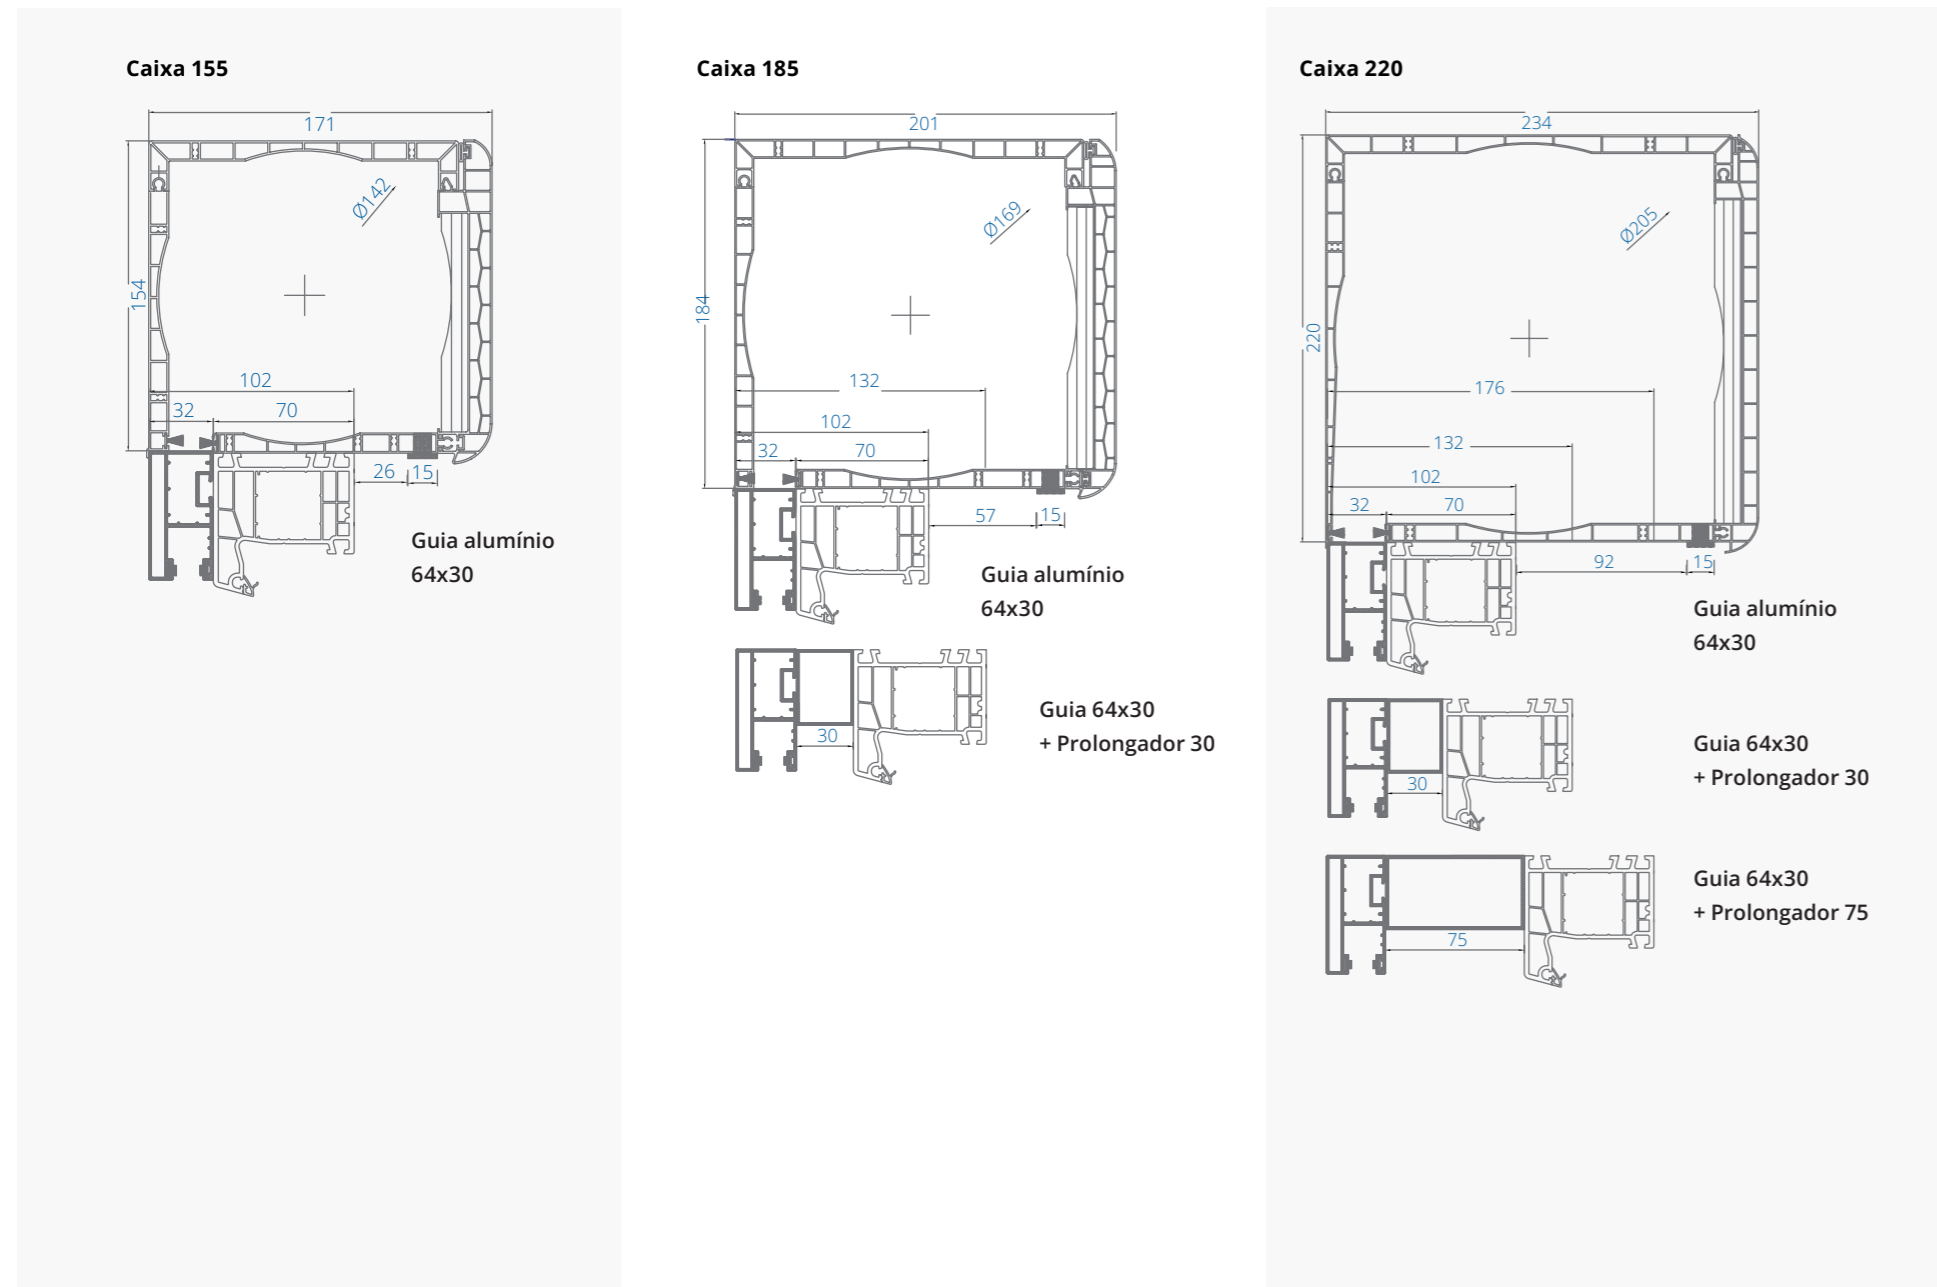 Caixa 155
171
Ø142
154
102
32
70
26
15
Guia alumínio
64x30
Caixa 185
201
Ø169
184
132
102
32
70
57
15
Guia alumínio
64x30
30
Guia 64x30
+ Prolongador 30
Caixa 220
234
Ø205
220
176
132
102
32
70
92
15
Guia alumínio
64x30
30
Guia 64x30
+ Prolongador 30
75
Guia 64x30
+ Prolongador 75